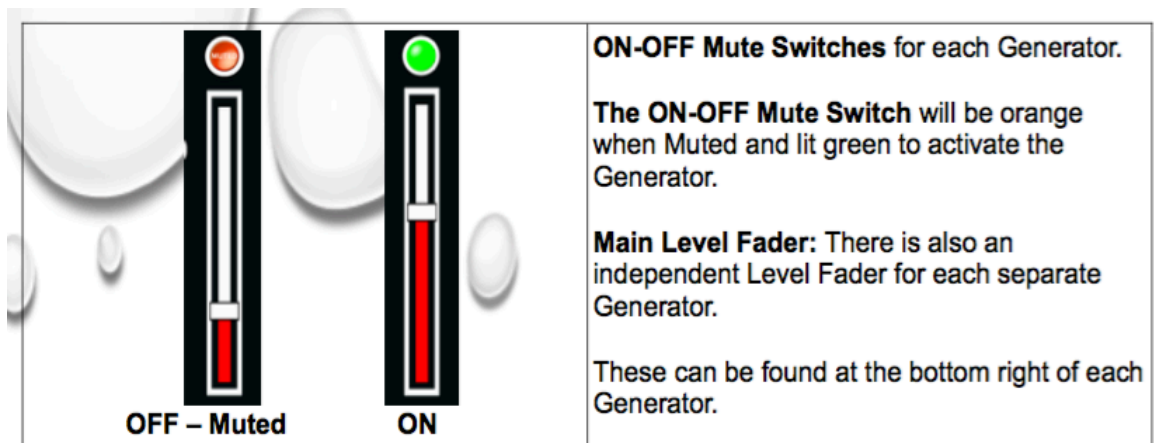 ON-OFF Mute Switches for each Generator.
The ON-OFF Mute Switch will be orange
when Muted and lit green to activate the
Generator.
Main Level Fader: There is also an
independent Level Fader for each separate
Generator.
These can be found at the bottom right of each
Generator.
OFF – Muted
ON